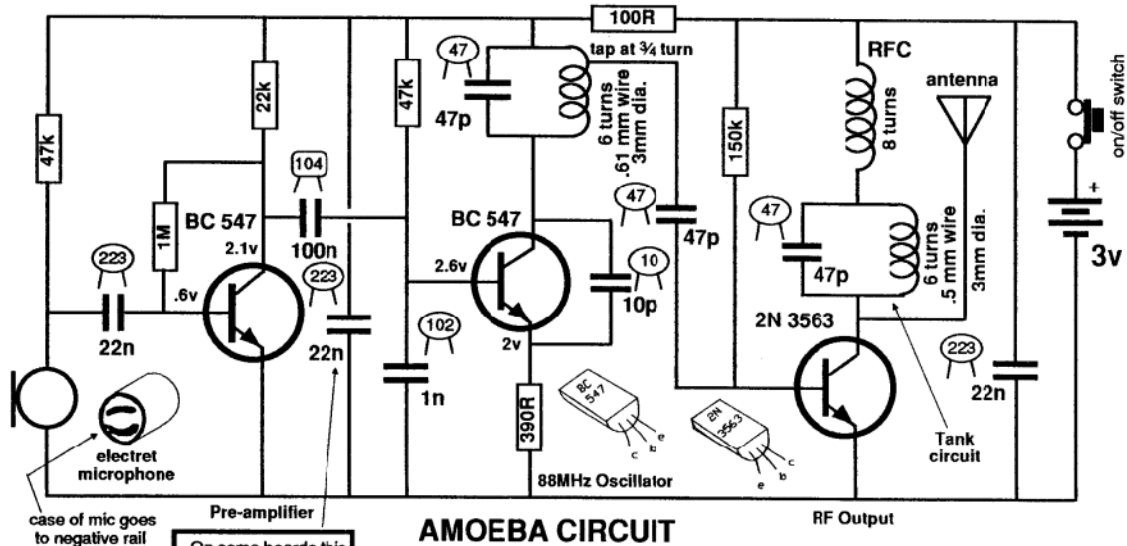 100R
47
tap at ¾ turn
RFC
antenna
on/off switch
47k
22k
47p
47k
6 turns
.61 mm wire
3mm dia.
150k
8 turns
104
1M
BC 547
2.1v
100n
BC 547
47
47p
47
47p
6 turns
.5 mm wire
3mm dia.
+
3v
223
.6v
22n
223
22n
2.6v
10
10p
2v
102
1n
2N 3563
223
22n
390R
BC
547
c
b
e
2N
3563
e
b
c
Tank
circuit
electret
microphone
88MHz Oscillator
case of mic goes
to negative rail
Pre-amplifier
AMOEBA CIRCUIT
RF Output
On some boards this